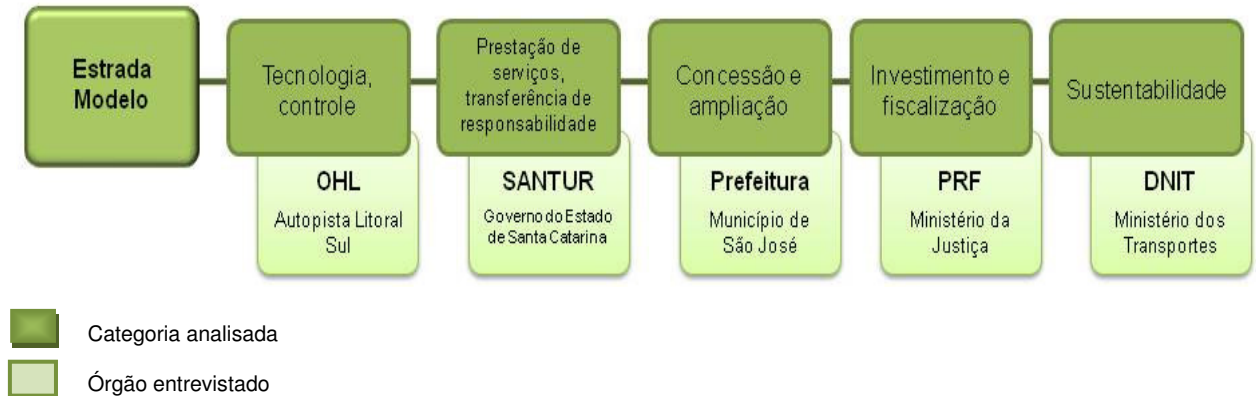 Estrada
Modelo
Tecnologia,
controle
Prestação de
serviços,
transferência de
responsabilidade
Concessão e
ampliação
Investimento e
fiscalização
Sustentabilidade
OHL
Autopista Litoral
Sul
SANTUR
Governo do Estado
de Santa Catarina
Prefeitura
Município de
São José
PRF
Ministério da
Justiça
DNIT
Ministério dos
Transportes
Categoria analisada
Órgão entrevistado